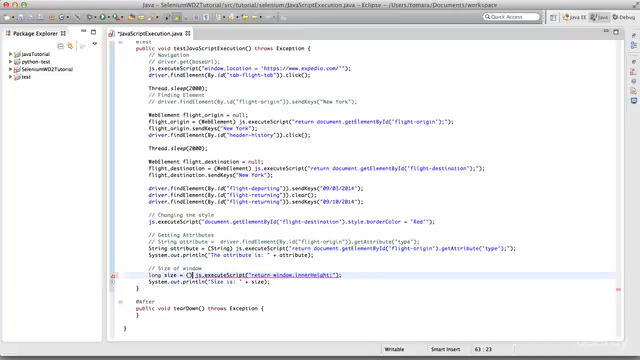 Java - SeleniumWD2Tutorial/src/tutorial/selenium/JavaScriptExecution.java - Eclipse - /Users/tomara/Documents/workspace
Quick Access
Java EE
Java
Debug
Package Explorer
*JavaScriptExecution.java
JavaTutorial
python-test
SeleniumWD2Tutorial
test
@Test
public void testJavaScriptExecution() throws Exception {
// Navigation
// driver.get(baseUrl);
js.executeScript("window.location = 'https://www.expedia.com/'");
driver.findElement(By.id("tab-flight-tab")).click();
Thread.sleep(2000);
// Finding Element
// driver.findElement(By.id("flight-origin")).sendKeys("New York");
WebElement flight_origin = null;
flight_origin = (WebElement) js.executeScript("return document.getElementById('flight-origin');");
flight_origin.sendKeys("New York");
driver.findElement(By.id("header-history")).click();
Thread.sleep(2000);
WebElement flight_destination = null;
flight_destination = (WebElement) js.executeScript("return document.getElementById('flight-destination');");
flight_destination.sendKeys("New York");
driver.findElement(By.id("flight-departing")).sendKeys("09/03/2014");
driver.findElement(By.id("flight-returning")).clear();
driver.findElement(By.id("flight-returning")).sendKeys("09/10/2014");
// Changing the style
js.executeScript("document.getElementById('flight-destination').style.borderColor = 'Red'");
// Getting Attributes
// String attribute = driver.findElement(By.id("flight-origin")).getAttribute("type");
String attribute = (String) js.executeScript("return document.getElementById('flight-origin').getAttribute('type');");
System.out.println("The attribute is: " + attribute);
// Size of window
long size = () js.executeScript("return window.innerHeight;");
System.out.println("Size is: " + size);
}
@After
public void tearDown() throws Exception {
}
}
Writable
Smart Insert
63 : 23